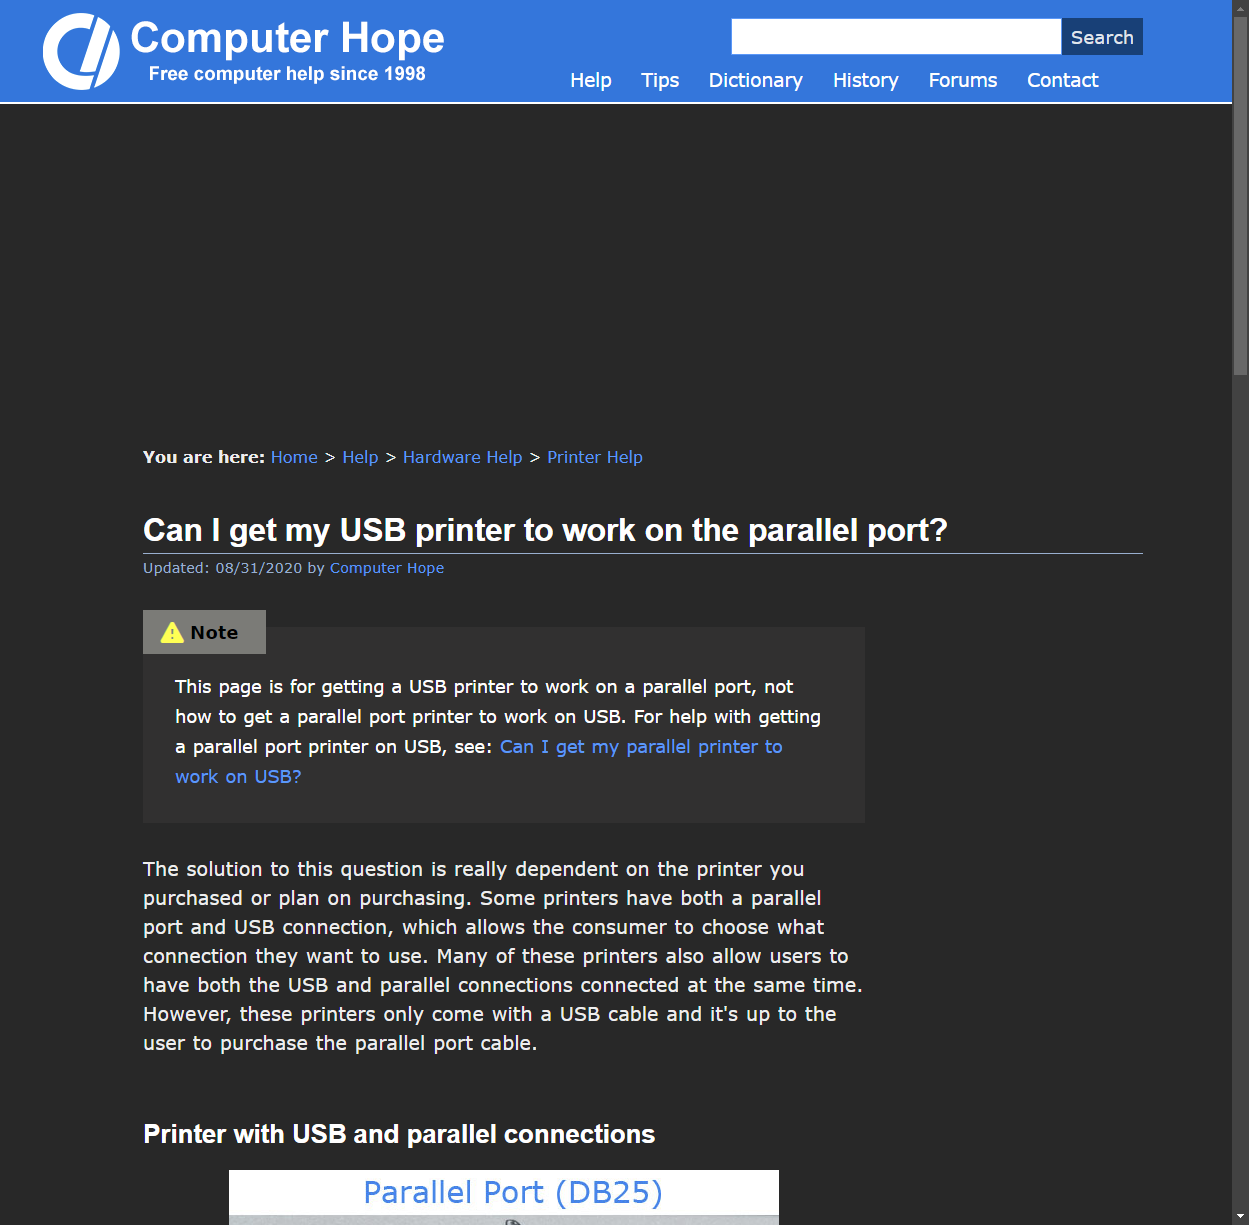 Computer Hope
Free computer help since 1998
Search
Help Tips Dictionary History Forums Contact
You are here: Home > Help > Hardware Help > Printer Help
Can I get my USB printer to work on the parallel port?
Updated: 08/31/2020 by Computer Hope
Note
This page is for getting a USB printer to work on a parallel port, not
how to get a parallel port printer to work on USB. For help with getting
a parallel port printer on USB, see: Can I get my parallel printer to
work on USB?
The solution to this question is really dependent on the printer you
purchased or plan on purchasing. Some printers have both a parallel
port and USB connection, which allows the consumer to choose what
connection they want to use. Many of these printers also allow users to
have both the USB and parallel connections connected at the same time.
However, these printers only come with a USB cable and it's up to the
user to purchase the parallel port cable.
Printer with USB and parallel connections
Parallel Port (DB25)